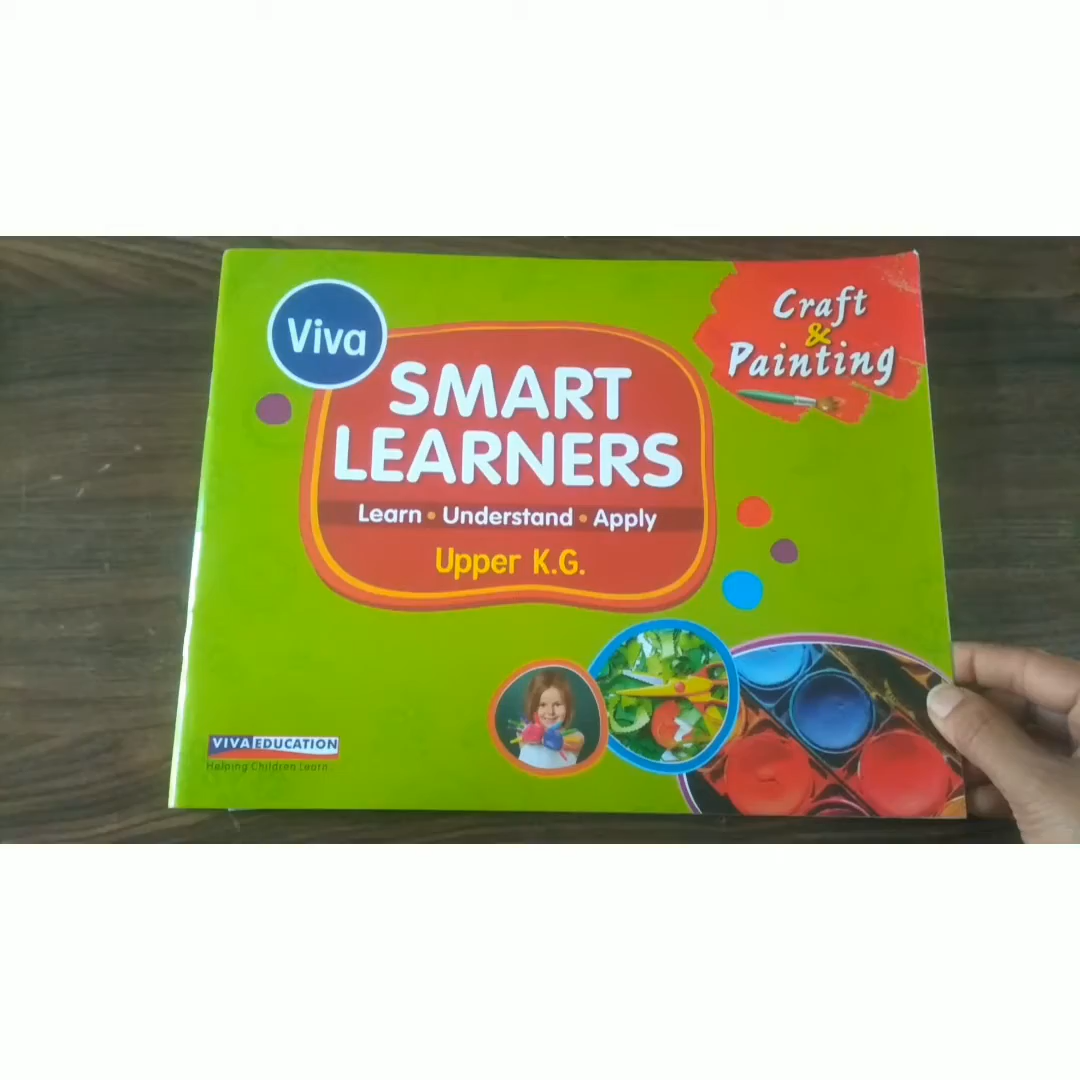 Viva
SMART
LEARNERS
Learn • Understand • Apply
Upper K.G.
Craft
&
Painting
VIVA EDUCATION
Helping Children Learn